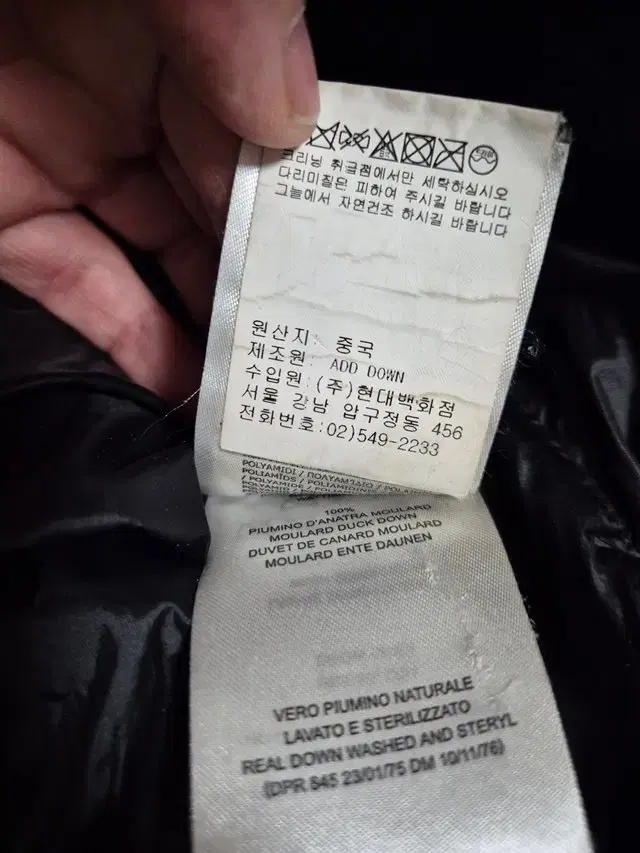 크리닝 취급점에서만 세탁하십시오
다리미질은 피하여 주시길 바랍니다
그늘에서 자연건조 하시길 바랍니다
원산지: 중국
제조원: ADD DOWN
수입원:(주)현대백화점
서울 강남 압구정동 456
전화번호:02)549-2233
POLYAMIDI / ΠΟΛΥΑΜΊΔΙΟ /
POLIAMIDS / POLIAMIDINE
100%
PIUMINO D'ANATRA MOULARD
MOULARD DUCK DOWN
DUVET DE CANARD MOULARD
MOULARD ENTE DAUNEN
VERO PIUMINO NATURALE
LAVATO E STERILIZZATO
REAL DOWN WASHED AND STERYL
(DPR 845 23/01/75 DM 10/11/76)